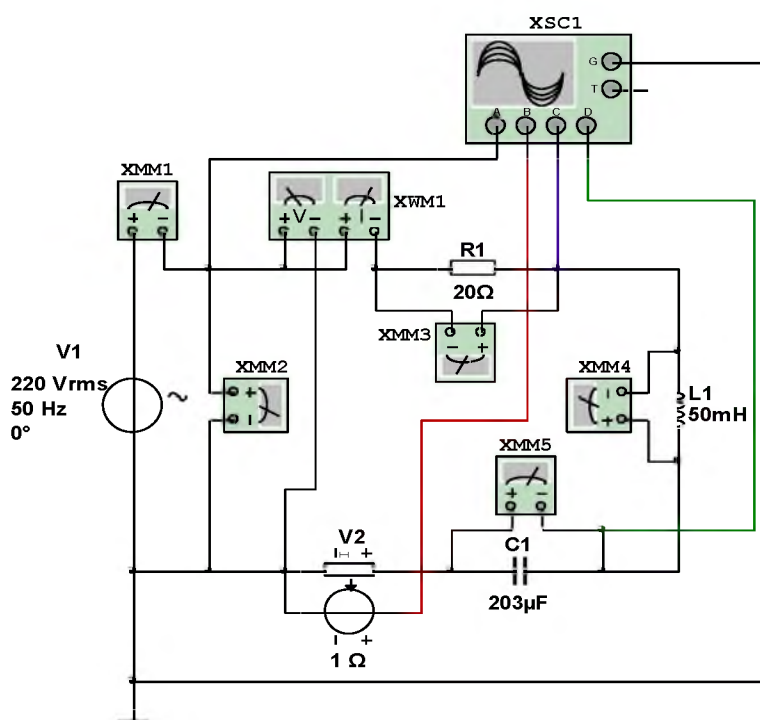 XSC1
G
T
A B C D
XMM1
+ -
XWM1
+ V - + I -
R1
20Ω
XMM3
- +
V1
220 Vrms
50 Hz
0°
XMM2
+
I
XMM4
I
+
L1
50mH
XMM5
+ -
V2
I +
C1
203µF
I +
1 Ω